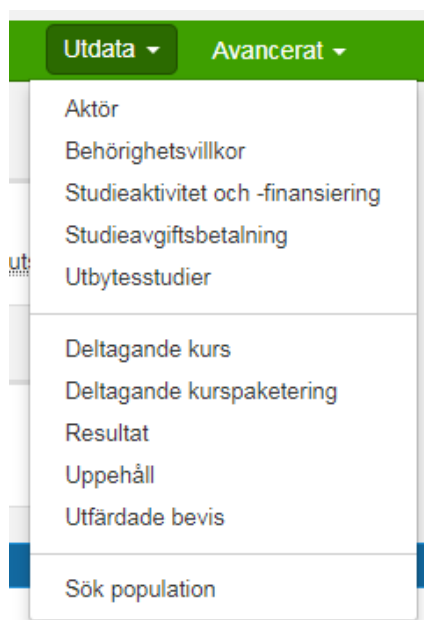 Utdata Avancerat
Aktör
Behörighetsvillkor
Studieaktivitet och -finansiering
Studieavgiftsbetalning
Utbytesstudier
Deltagande kurs
Deltagande kurspaketering
Resultat
Uppehåll
Utfärdade bevis
Sök population